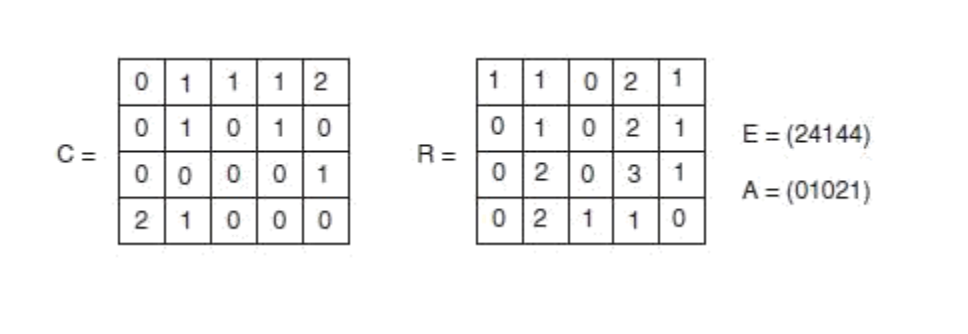 0 1 1 1 2 1 1 0 2 1
0 1 0 1 0 0 1 0 2 1 E = (24144)
C = R =
0 0 0 0 1 0 2 0 3 1 A = (01021)
2 1 0 0 0 0 2 1 1 0